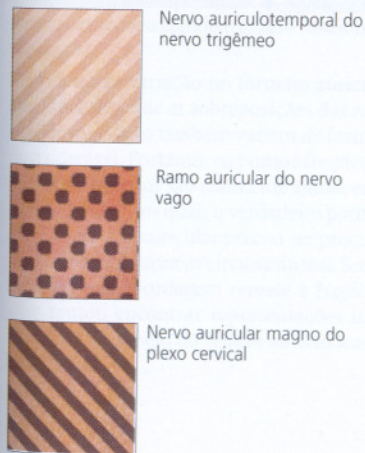 Nervo auriculotemporal do
nervo trigêmeo
Ramo auricular do nervo
vago
Nervo auricular magno do
plexo cervical